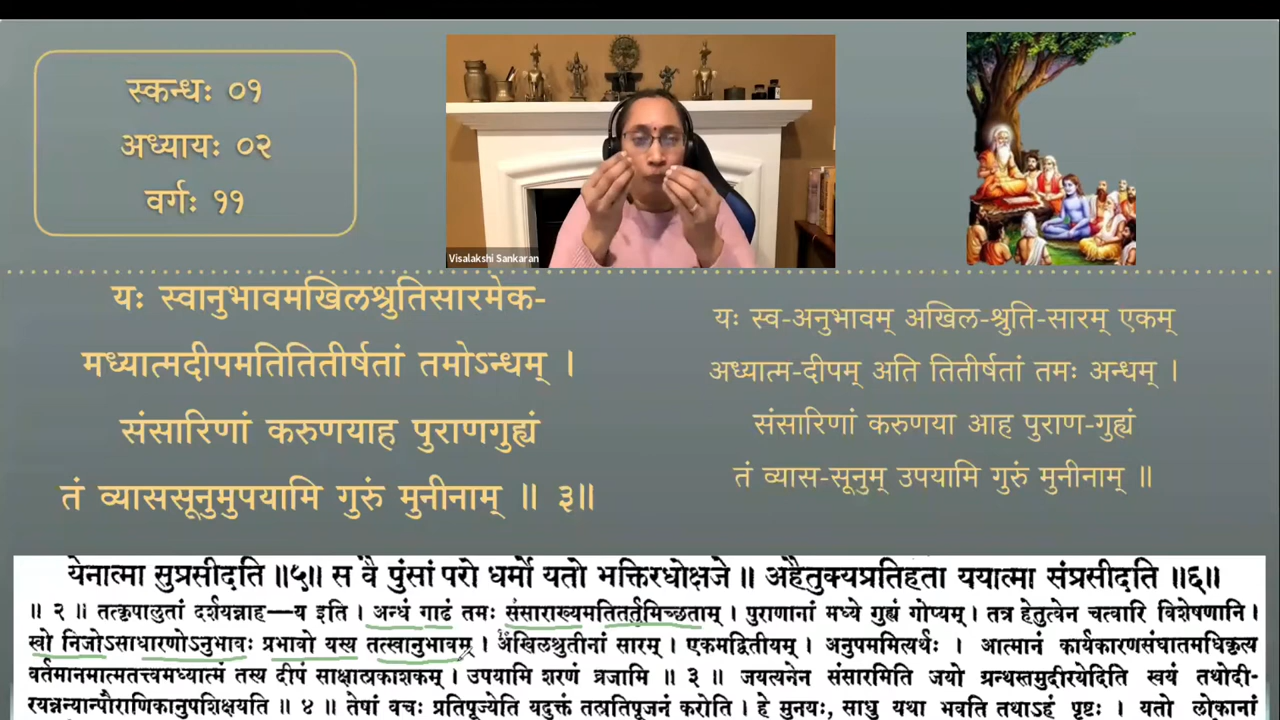 स्कन्धः ०१
अध्यायः ०२
वर्गः ११
Visalakshi Sankaran
यः स्वानुभावमखिलश्रुतिसारमेक-
मध्यात्मदीपमतितितीर्षतां तमोऽन्धम् ।
संसारिणां करुणयाह पुराणगुह्यं
तं व्याससूनुमुपयामि गुरुं मुनीनाम् ॥ ३॥
यः स्व-अनुभावम् अखिल-श्रुति-सारम् एकम्
अध्यात्म-दीपम् अति तितीर्षतां तमः अन्धम् ।
संसारिणां करुणया आह पुराण-गुह्यं
तं व्यास-सूनुम् उपयामि गुरुं मुनीनाम् ॥
येनात्मा सुप्रसीदति ॥५॥ स वै पुंसां परो धर्मो यतो भक्तिरधोक्षजे ॥ अहैतुक्यप्रतिहता ययात्मा संप्रसीदति ॥६॥
॥ २ ॥ तत्कृपालुतां दर्शयन्नाह—य इति । अन्धं गाढं तमः संसाराख्यमतितर्तुमिच्छताम् । पुराणानां मध्ये गुह्यं गोप्यम् । तत्र हेतुत्वेन चत्वारि विशेषणानि ।
स्वो निजोऽसाधारणोऽनुभावः प्रभावो यस्य तत्स्वानुभावम् । अखिलश्रुतीनां सारम् । एकमद्वितीयम् । अनुपममित्यर्थः । आत्मानं कार्यकारणसंघातमधिकृत्य
वर्तमानमात्मतत्त्वमध्यात्मं तस्य दीपं साक्षात्प्रकाशकम् । उपयामि शरणं व्रजामि ॥ ३ ॥ जयत्यनेन संसारमिति जयो ग्रन्थस्तमुदीरयेदिति स्वयं तथोदी-
रयन्नन्यान्पौराणिकानुपशिक्षयति ॥ ४ ॥ तेषां वचः प्रतिपूज्येति यदुक्तं तत्प्रतिपूजनं करोति । हे मुनयः, साधु यथा भवति तथाऽहं पृष्टः । यतो लोकानां